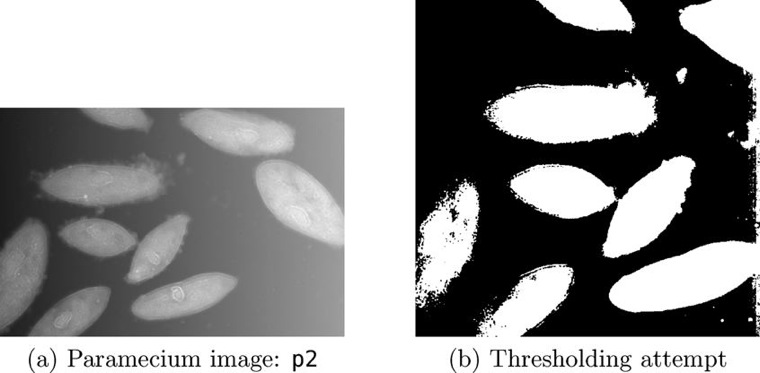 (a) Paramecium image: p2
(b) Thresholding attempt